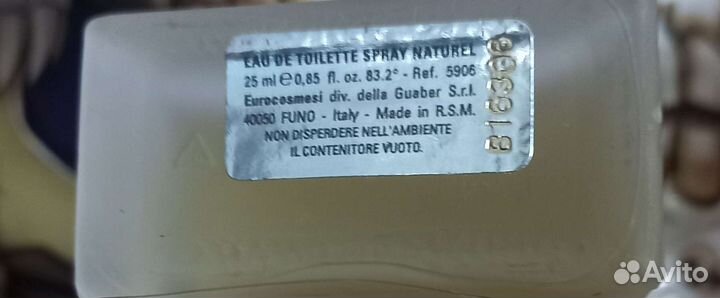 EAU DE TOILETTE SPRAY NATUREL
25 ml ℮ 0,85 fl. oz. 83.2° - Ref. 5906
Eurocosmesi div. della Guaber S.r.l.
40050 FUNO - Italy - Made in R.S.M.
NON DISPERDERE NELL'AMBIENTE
IL CONTENITORE VUOTO.
Avito